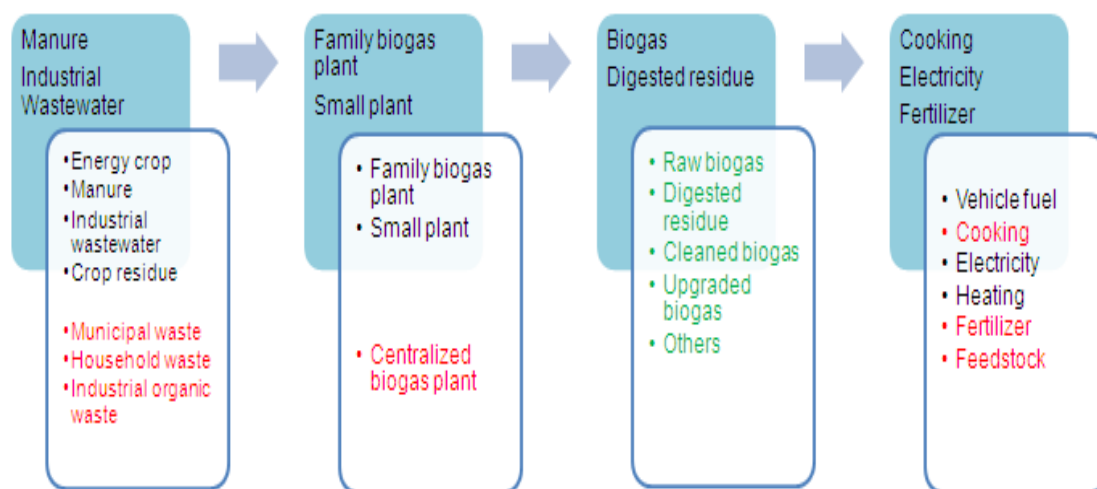 Manure
Industrial
Wastewater
•Energy crop
•Manure
•Industrial
wastewater
•Crop residue
•Municipal waste
•Household waste
•Industrial organic
waste
Family biogas
plant
Small plant
• Family biogas
plant
• Small plant
• Centralized
biogas plant
Biogas
Digested residue
• Raw biogas
• Digested
residue
• Cleaned biogas
• Upgraded
biogas
• Others
Cooking
Electricity
Fertilizer
• Vehicle fuel
• Cooking
• Electricity
• Heating
• Fertilizer
• Feedstock